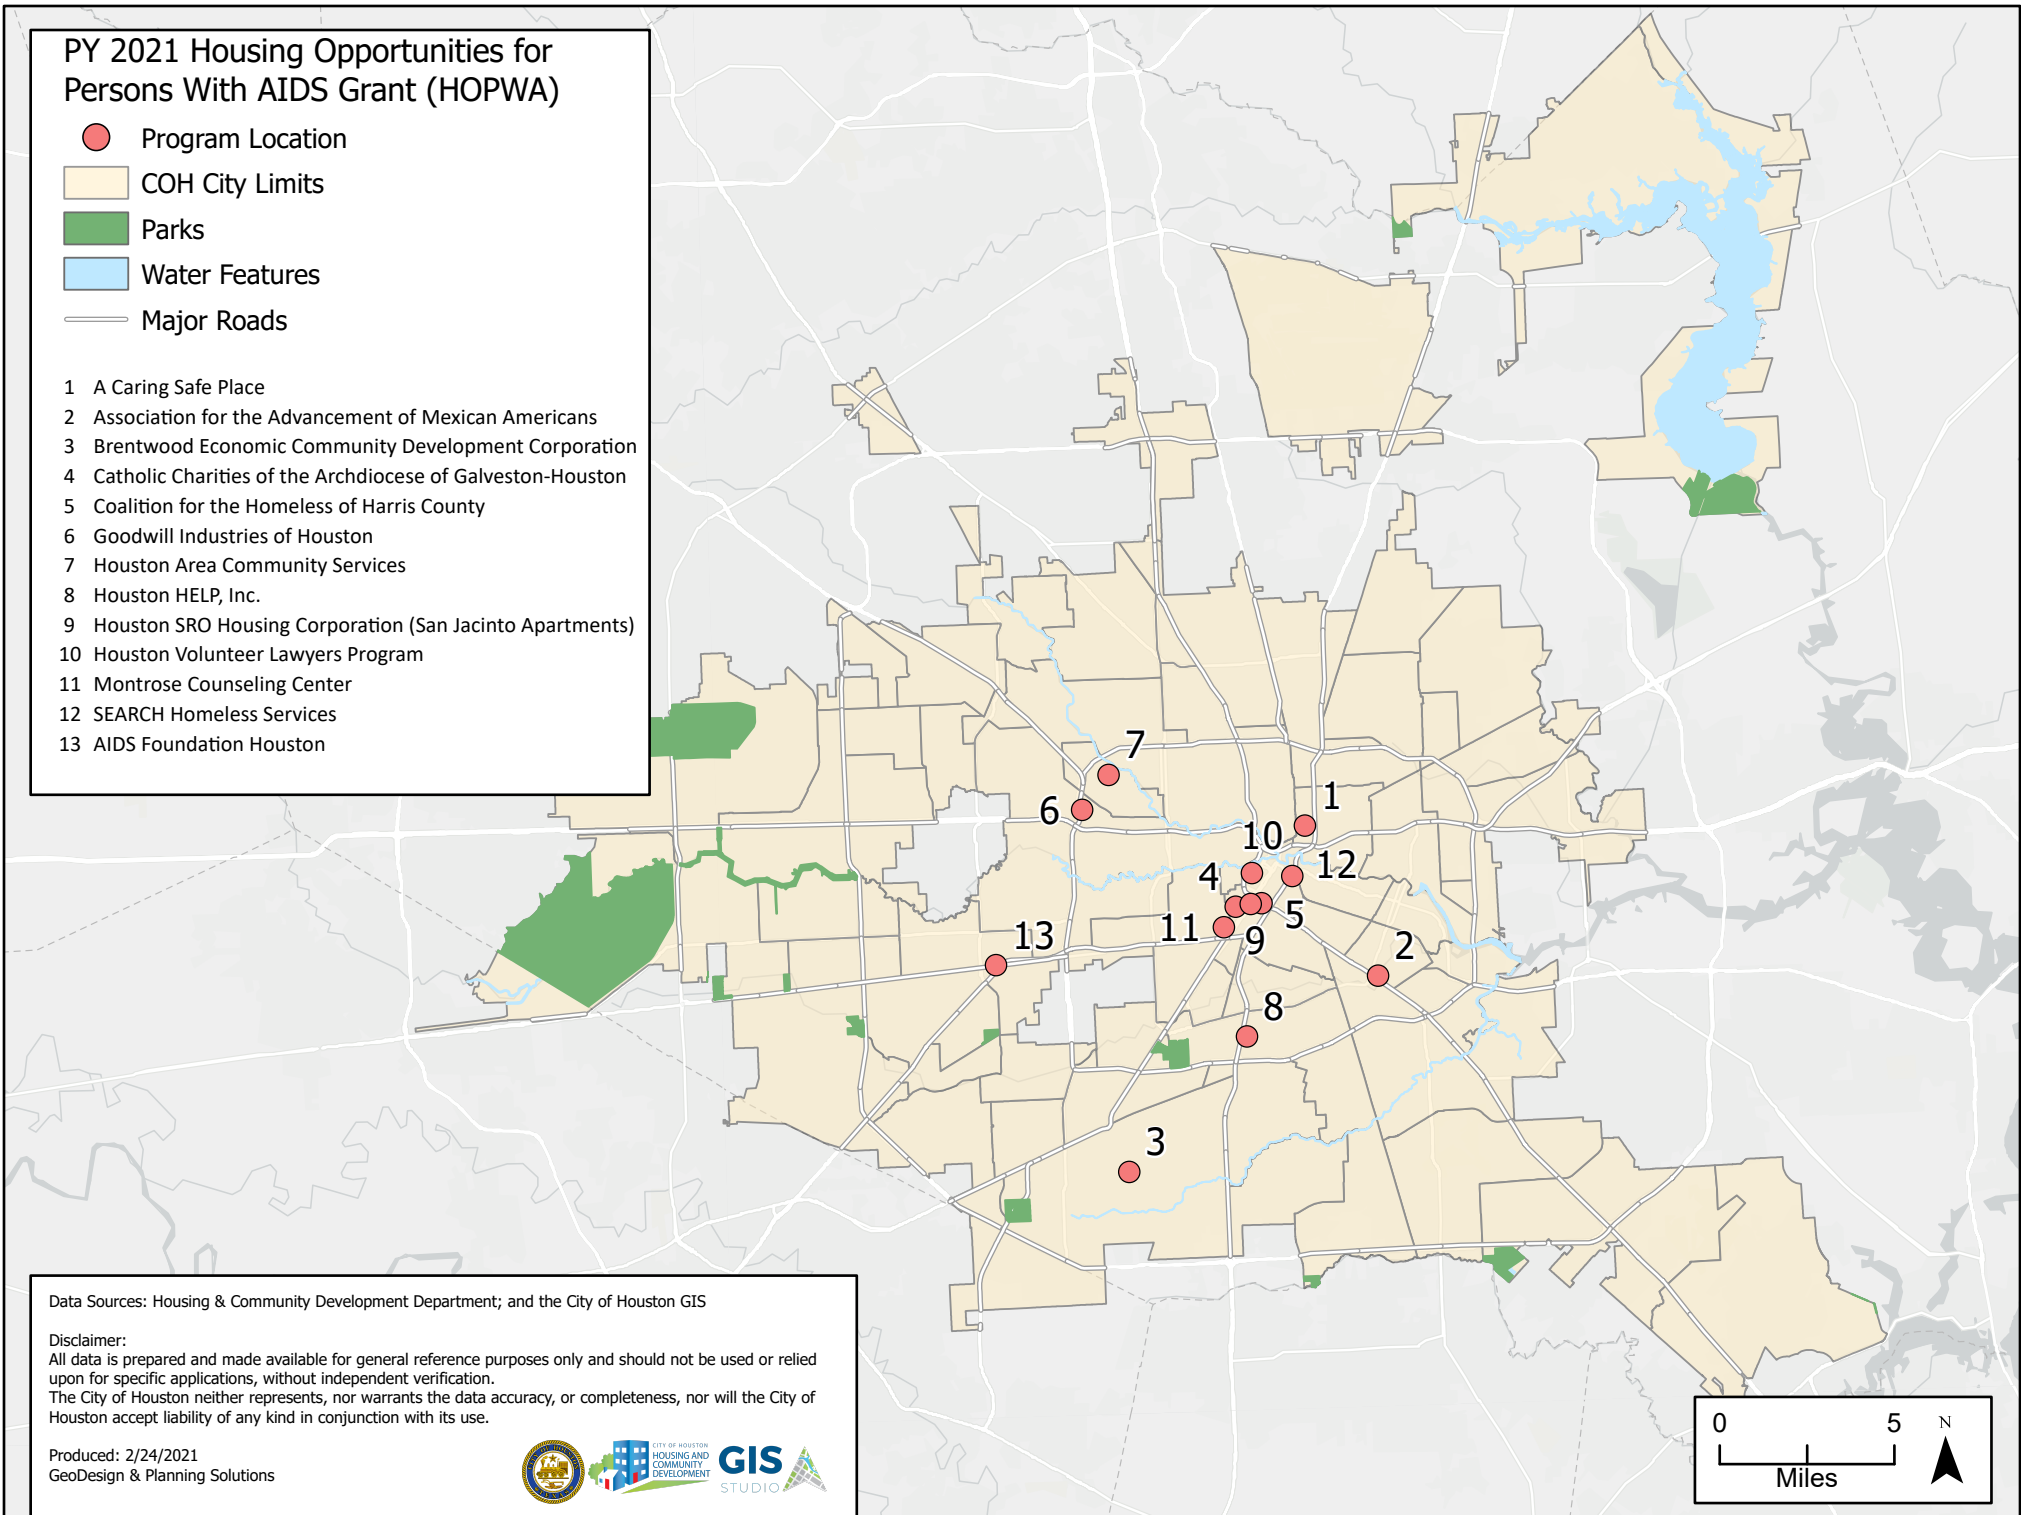 PY 2021 Housing Opportunities for
Persons With AIDS Grant (HOPWA)
Program Location
COH City Limits
Parks
Water Features
Major Roads
1 A Caring Safe Place
2 Association for the Advancement of Mexican Americans
3 Brentwood Economic Community Development Corporation
4 Catholic Charities of the Archdiocese of Galveston-Houston
5 Coalition for the Homeless of Harris County
6 Goodwill Industries of Houston
7 Houston Area Community Services
8 Houston HELP, Inc.
9 Houston SRO Housing Corporation (San Jacinto Apartments)
10 Houston Volunteer Lawyers Program
11 Montrose Counseling Center
12 SEARCH Homeless Services
13 AIDS Foundation Houston
7
6
1
10
12
4
5
11
9
13
2
8
3
Data Sources: Housing & Community Development Department; and the City of Houston GIS
Disclaimer:
All data is prepared and made available for general reference purposes only and should not be used or relied
upon for specific applications, without independent verification.
The City of Houston neither represents, nor warrants the data accuracy, or completeness, nor will the City of
Houston accept liability of any kind in conjunction with its use.
Produced: 2/24/2021
GeoDesign & Planning Solutions
CITY OF HOUSTON
HOUSING AND
COMMUNITY
DEVELOPMENT
GIS
STUDIO
0 5
Miles
N